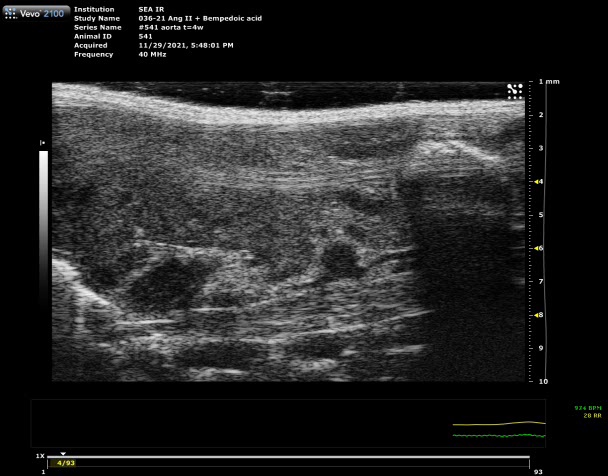 Vevo 2100
Institution SEA IR
Study Name 036-21 Ang II + Bempedoic acid
Series Name #541 aorta t=4w
Animal ID 541
Acquired 11/29/2021, 5:48:01 PM
Frequency 40 MHz
1 mm
2
3
4
5
6
7
8
9
10
BPM
28 RR
1X
4/93
1
93